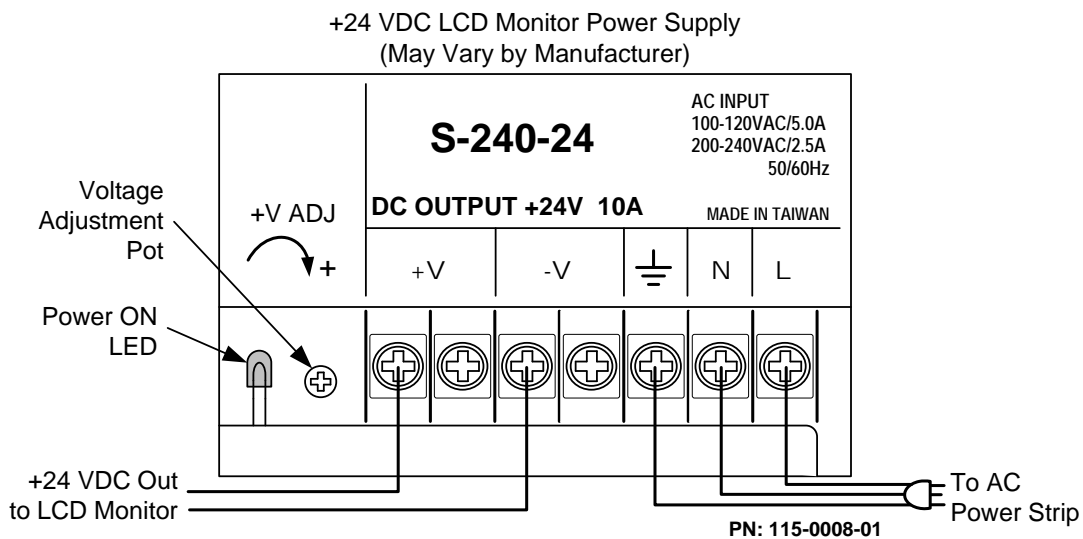 +24 VDC LCD Monitor Power Supply
(May Vary by Manufacturer)
S-240-24
AC INPUT
100-120VAC/5.0A
200-240VAC/2.5A
50/60Hz
Voltage
Adjustment
Pot
+V ADJ
+
DC OUTPUT +24V 10A
MADE IN TAIWAN
+V
-V
N
L
Power ON
LED
+24 VDC Out
to LCD Monitor
To AC
Power Strip
PN: 115-0008-01